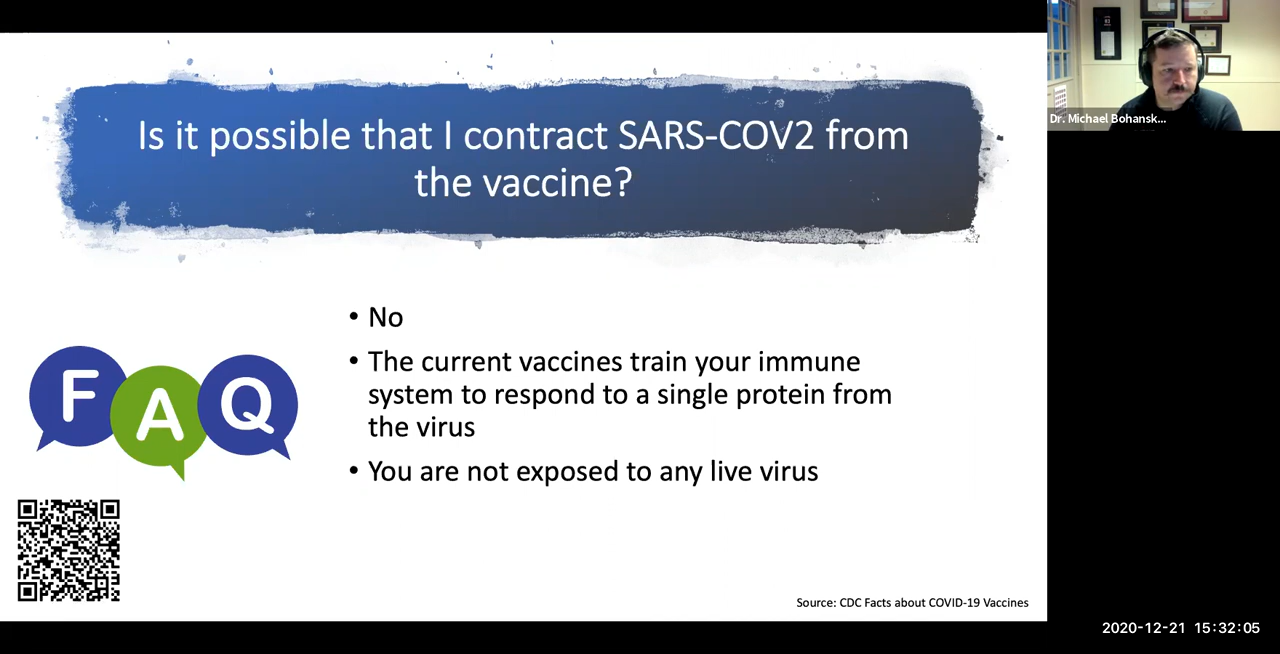 Is it possible that I contract SARS-COV2 from
the vaccine?
• No
• The current vaccines train your immune
system to respond to a single protein from
the virus
• You are not exposed to any live virus
F A Q
Source: CDC Facts about COVID-19 Vaccines
Dr. Michael Bohansk...
2020-12-21 15:32:05